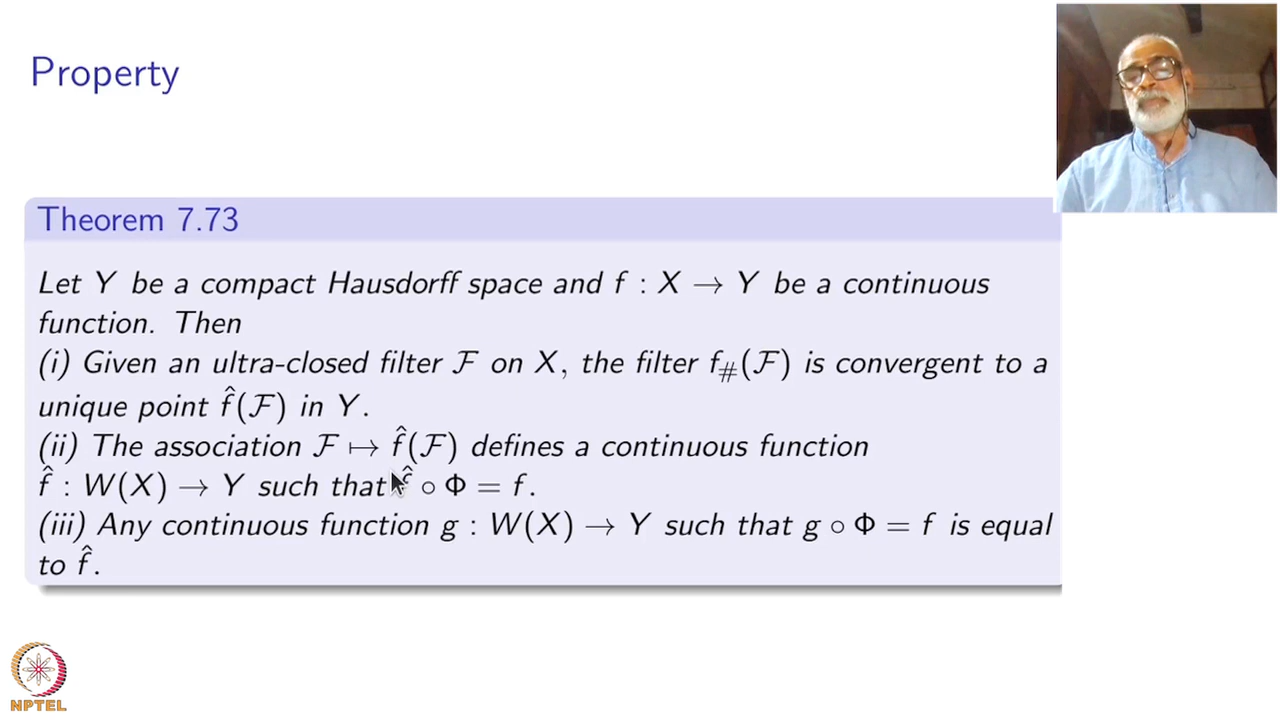 Property
Theorem 7.73
Let Y be a compact Hausdorff space and f : X → Y be a continuous
function. Then
(i) Given an ultra-closed filter ℱ on X, the filter f_#(ℱ) is convergent to a
unique point f̂(ℱ) in Y.
(ii) The association ℱ ↦ f̂(ℱ) defines a continuous function
f̂ : W(X) → Y such that f̂ ∘ Φ = f.
(iii) Any continuous function g : W(X) → Y such that g ∘ Φ = f is equal
to f̂.
NPTEL